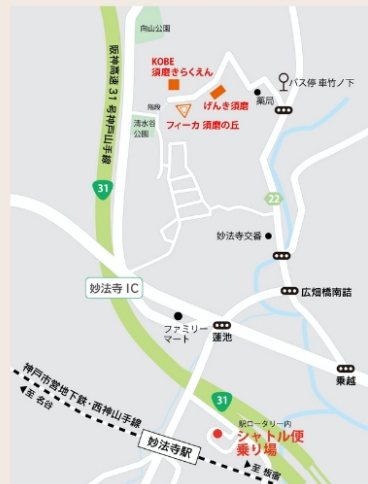 向山公園
阪神高速31号神戸山手線
KOBE
須磨きらくえん
げんき須磨
薬局
バス停 車竹ノ下
階段
フィーカ 須磨の丘
清水谷
公園
31
22
妙法寺交番
妙法寺 IC
広畑橋南詰
ファミリー
マート
蓮池
乗越
神戸市営地下鉄・西神山手線
至 名谷
31
駅ロータリー内
シャトル便
乗り場
妙法寺駅
至 板宿